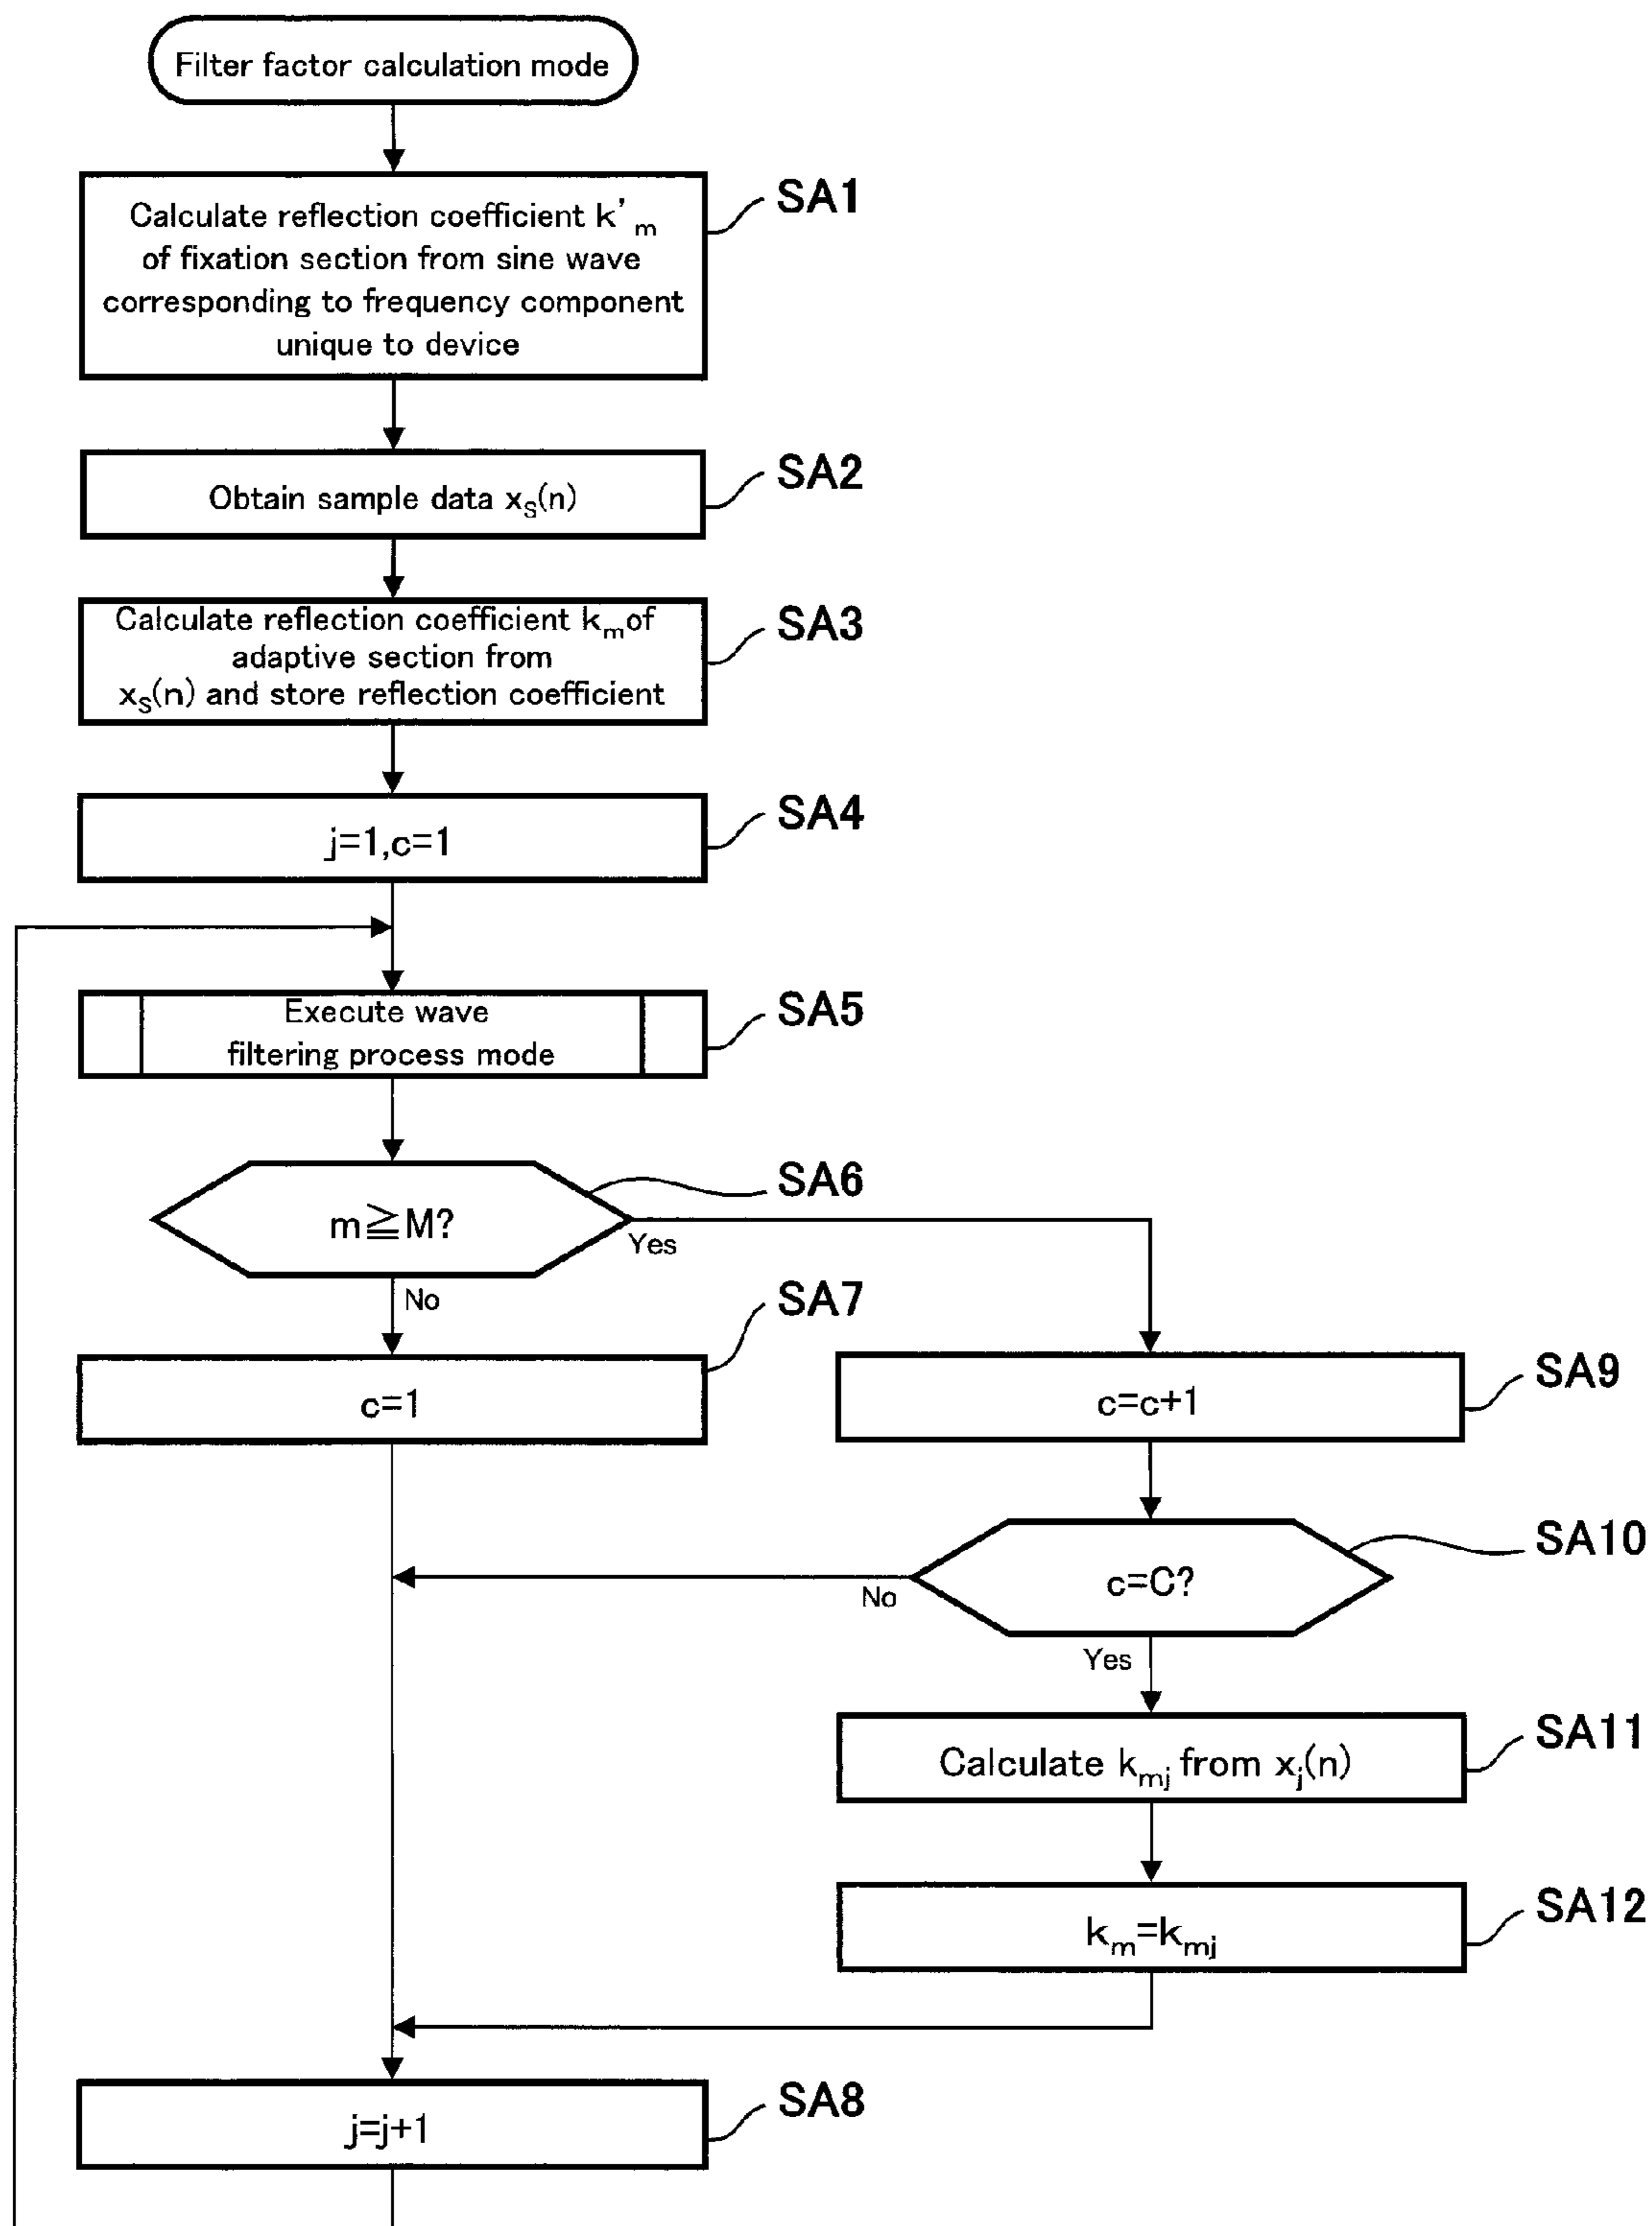 Filter factor calculation mode
Calculate reflection coefficient k'm
of fixation section from sine wave
corresponding to frequency component
unique to device
SA1
Obtain sample data xS(n)
SA2
Calculate reflection coefficient km of
adaptive section from
xS(n) and store reflection coefficient
SA3
j=1,c=1
SA4
Execute wave
filtering process mode
SA5
m≧M?
SA6
Yes
No
c=1
SA7
c=c+1
SA9
c=C?
SA10
No
Yes
Calculate kmj from xj(n)
SA11
km=kmj
SA12
j=j+1
SA8